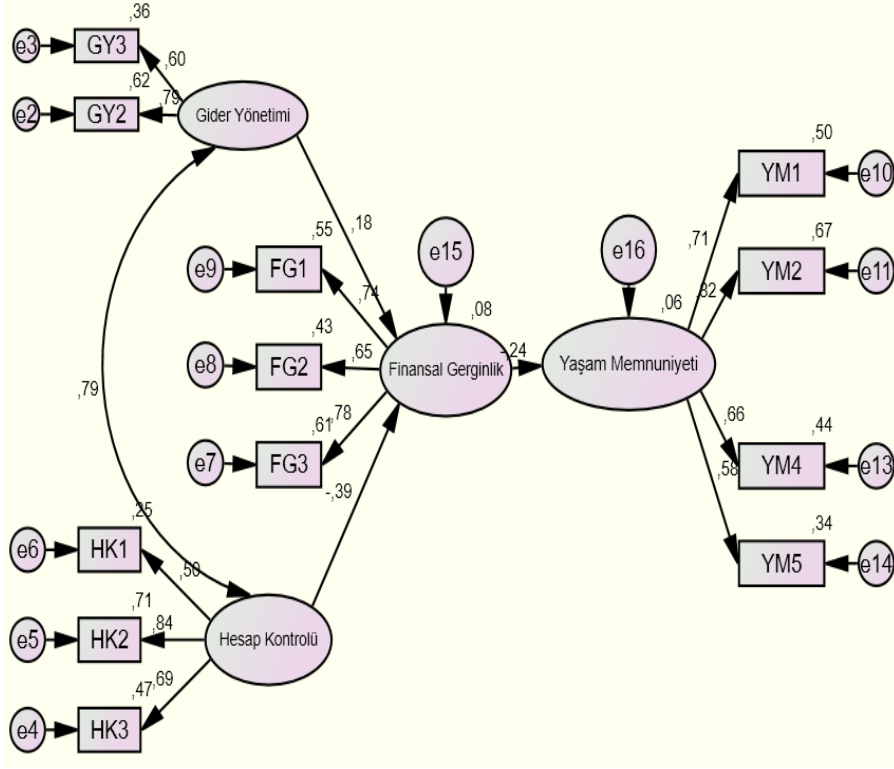 ,36
e3
GY3
,60
,62
,79
e2
GY2
Gider Yönetimi
,50
YM1
e10
,18
,55
e9
FG1
,74
e15
e16
,71
,67
YM2
e11
,82
,06
,08
,43
e8
FG2
,65
Finansal Gerginlik
-,24
Yaşam Memnuniyeti
,79
,61
,78
e7
FG3
-,39
,66
,44
YM4
e13
,58
,25
e6
HK1
,50
,34
YM5
e14
,71
,84
e5
HK2
Hesap Kontrolü
,47
,69
e4
HK3